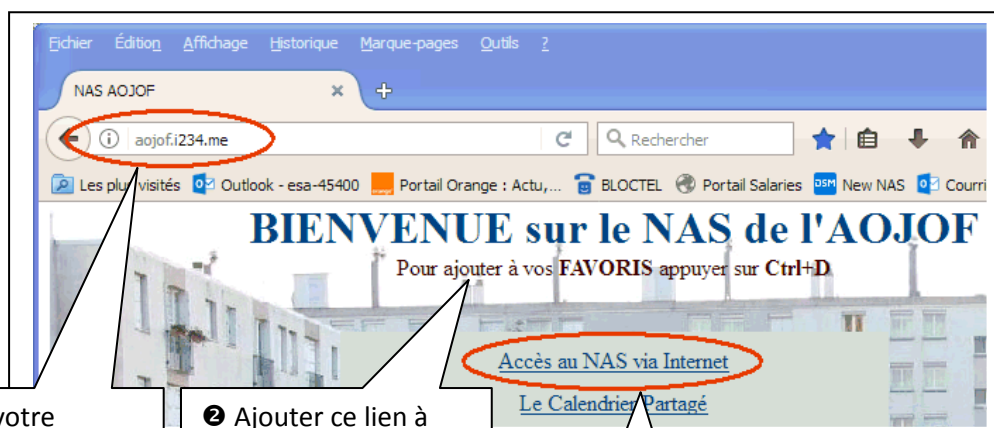 Fichier Édition Affichage Historique Marque-pages Outils ?
NAS AOJOF
aojof.i234.me Rechercher
Les plus visités Outlook - esa-45400 Portail Orange : Actu,... BLOCTEL Portail Salaries DSM New NAS Courri
BIENVENUE sur le NAS de l'AOJOF
Pour ajouter à vos FAVORIS appuyer sur Ctrl+D
Accès au NAS via Internet
Le Calendrier Partagé
votre
❷ Ajouter ce lien à